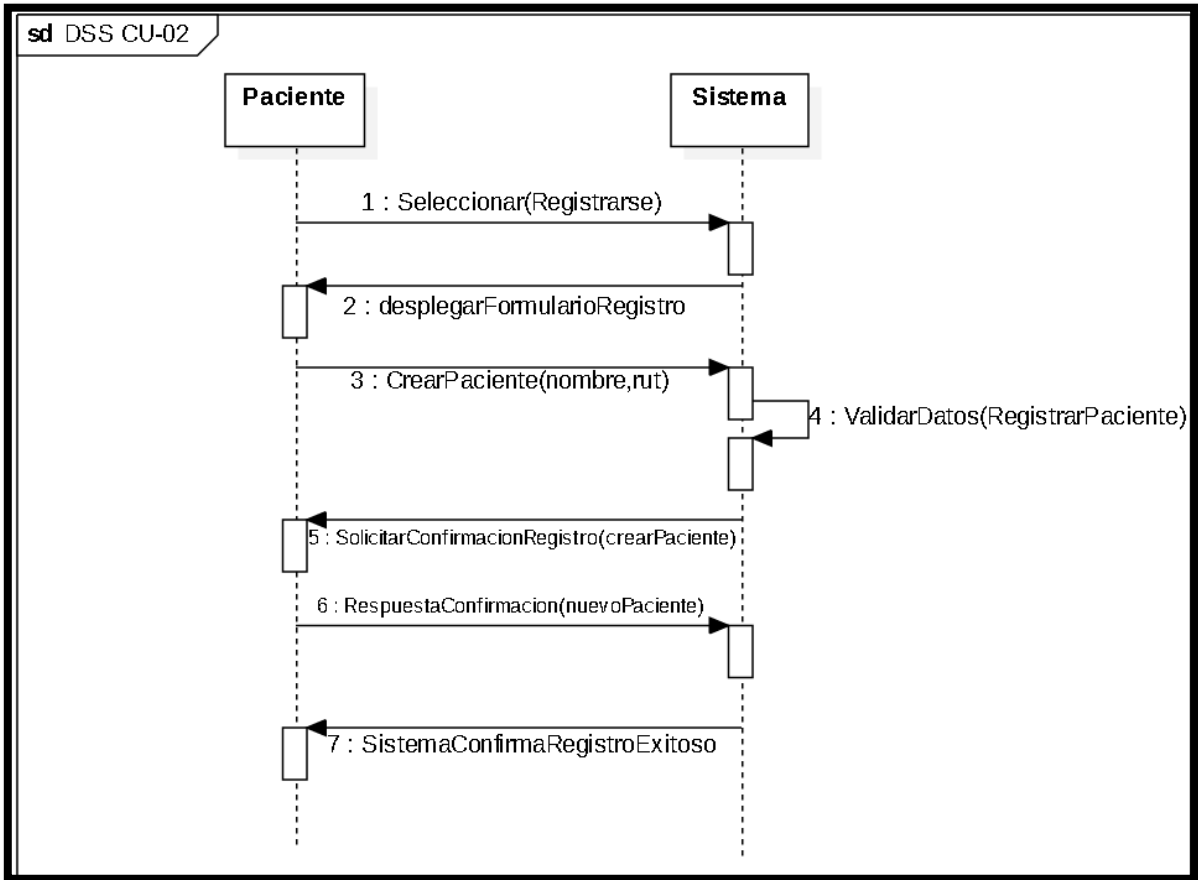 sd DSS CU-02
Paciente
Sistema
1 : Seleccionar(Registrarse)
2 : desplegarFormularioRegistro
3 : CrearPaciente(nombre,rut)
4 : ValidarDatos(RegistrarPaciente)
5 : SolicitarConfirmacionRegistro(crearPaciente)
6 : RespuestaConfirmacion(nuevoPaciente)
7 : SistemaConfirmaRegistroExitoso